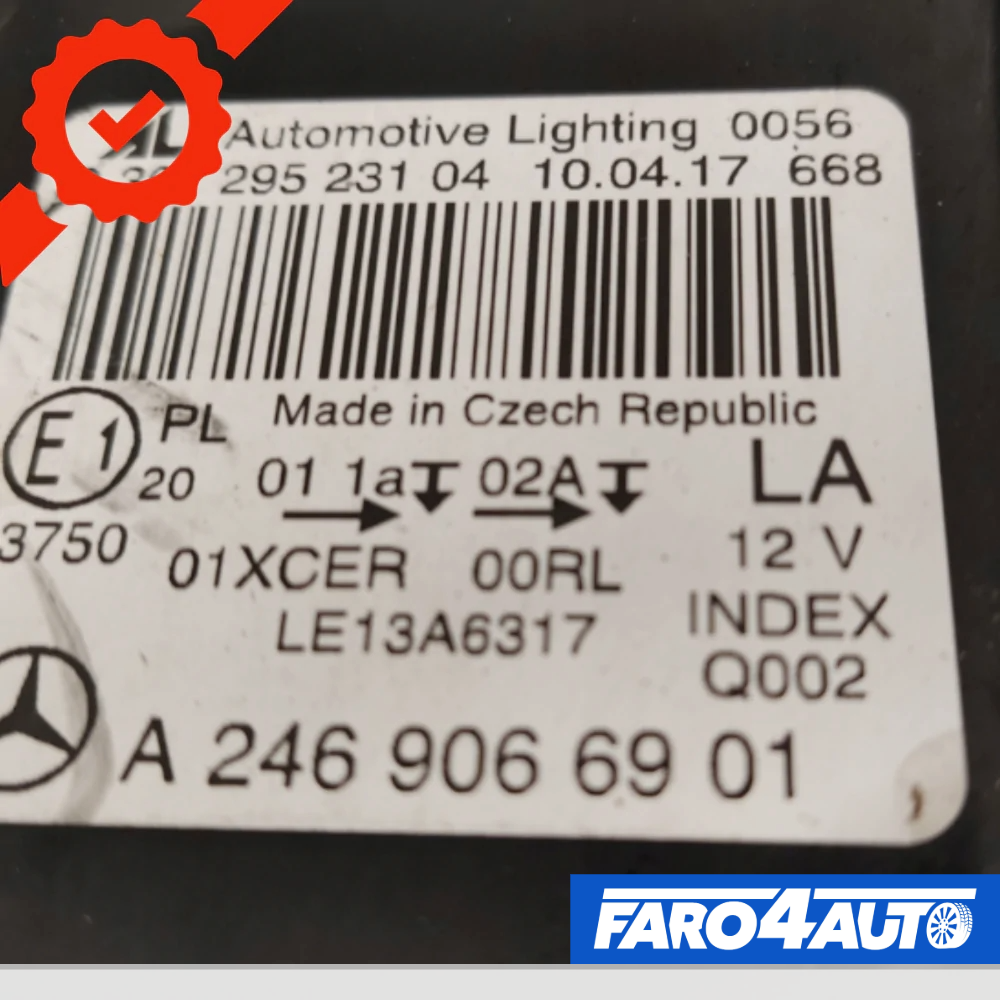 AL Automotive Lighting 0056
295 231 04 10.04.17 668
Made in Czech Republic
E1 PL
20 01 1a 02A LA
3750 01XCER 00RL 12 V
LE13A6317 INDEX
Q002
A 246 906 69 01
FARO4AUTO